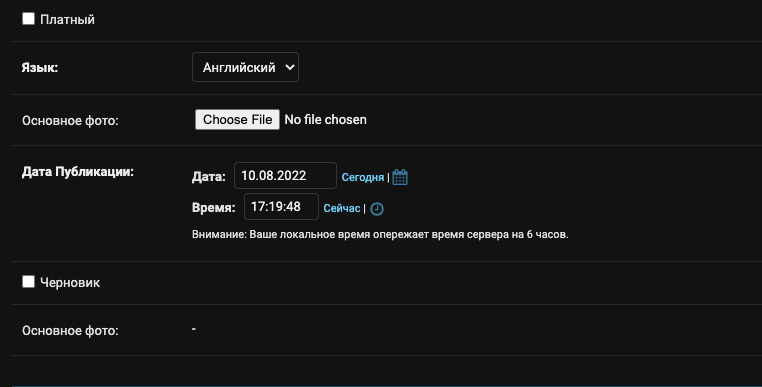 Платный
Язык: Английский
Основное фото: Choose File No file chosen
Дата Публикации: Дата: 10.08.2022 Сегодня |
Время: 17:19:48 Сейчас |
Внимание: Ваше локальное время опережает время сервера на 6 часов.
Черновик
Основное фото: -